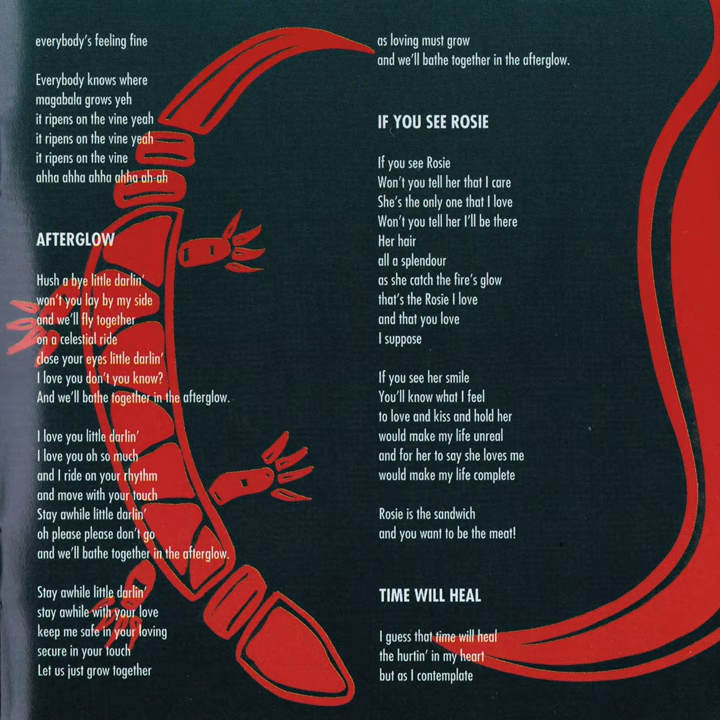 everybody's feeling fine
Everybody knows where
magabala grows yeh
it ripens on the vine yeah
it ripens on the vine yeah
it ripens on the vine
ahha ahha ahha ahha ah-ah
AFTERGLOW
Hush a bye little darlin'
won't you lay by my side
and we'll fly together
on a celestial ride
close your eyes little darlin'
I love you don't you know?
And we'll bathe together in the afterglow.
I love you little darlin'
I love you oh so much
and I ride on your rhythm
and move with your touch
Stay awhile little darlin'
oh please please don't go
and we'll bathe together in the afterglow.
Stay awhile little darlin'
stay awhile with your love
keep me safe in your loving
secure in your touch
Let us just grow together
as loving must grow
and we'll bathe together in the afterglow.
IF YOU SEE ROSIE
If you see Rosie
Won't you tell her that I care
She's the only one that I love
Won't you tell her I'll be there
Her hair
all a splendour
as she catch the fire's glow
that's the Rosie I love
and that you love
I suppose
If you see her smile
You'll know what I feel
to love and kiss and hold her
would make my life unreal
and for her to say she loves me
would make my life complete
Rosie is the sandwich
and you want to be the meat!
TIME WILL HEAL
I guess that time will heal
the hurtin' in my heart
but as I contemplate